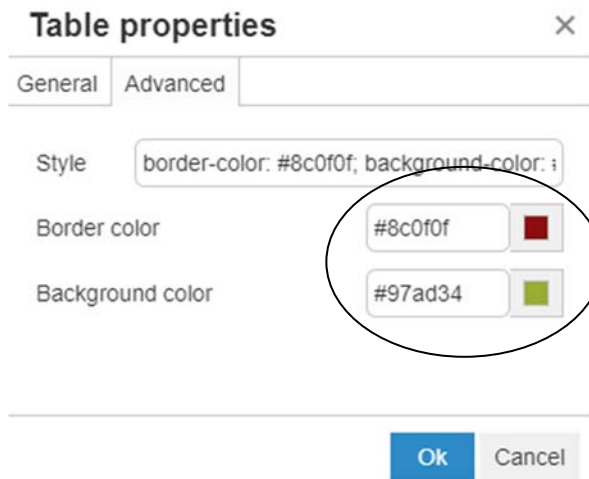 Table properties ×
General Advanced
Style border-color: #8c0f0f; background-color:
Border color #8c0f0f
Background color #97ad34
Ok Cancel